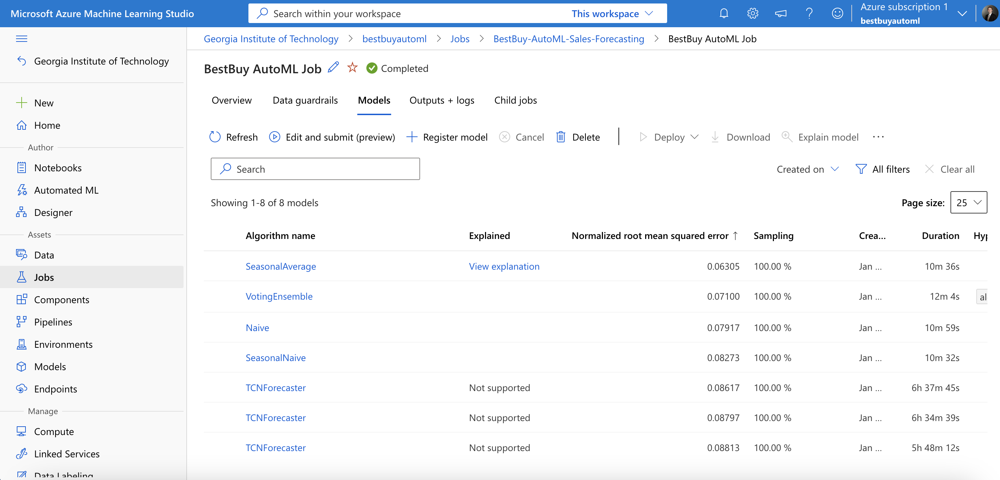 Microsoft Azure Machine Learning Studio
Search within your workspace
This workspace
Azure subscription 1
bestbuyautoml
Georgia Institute of Technology
New
Home
Author
Notebooks
Automated ML
Designer
Assets
Data
Jobs
Components
Pipelines
Environments
Models
Endpoints
Manage
Compute
Linked Services
Data Labeling
Georgia Institute of Technology > bestbuyautoml > Jobs > BestBuy-AutoML-Sales-Forecasting > BestBuy AutoML Job
BestBuy AutoML Job Completed
Overview Data guardrails Models Outputs + logs Child jobs
Refresh Edit and submit (preview) Register model Cancel Delete Deploy Download Explain model ...
Search
Created on All filters Clear all
Showing 1-8 of 8 models
Page size: 25
Algorithm name Explained Normalized root mean squared error ↑ Sampling Crea... Duration Hyp
SeasonalAverage View explanation 0.06305 100.00 % Jan ... 10m 36s
VotingEnsemble 0.07100 100.00 % Jan ... 12m 4s al
Naive 0.07917 100.00 % Jan ... 10m 59s
SeasonalNaive 0.08273 100.00 % Jan ... 10m 32s
TCNForecaster Not supported 0.08617 100.00 % Jan ... 6h 37m 45s
TCNForecaster Not supported 0.08797 100.00 % Jan ... 6h 34m 39s
TCNForecaster Not supported 0.08813 100.00 % Jan ... 5h 48m 12s